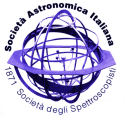 Società Astronomica Italiana
1871 Società degli Spettroscopisti